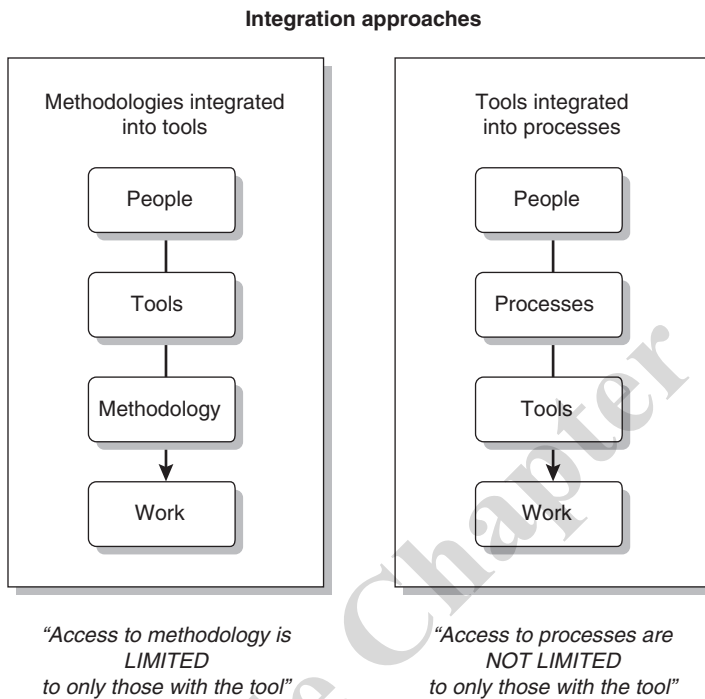 Integration approaches
Methodologies integrated
into tools
People
Tools
Methodology
Work
“Access to methodology is
LIMITED
to only those with the tool”
Tools integrated
into processes
People
Processes
Tools
Work
“Access to processes are
NOT LIMITED
to only those with the tool”
Chapter